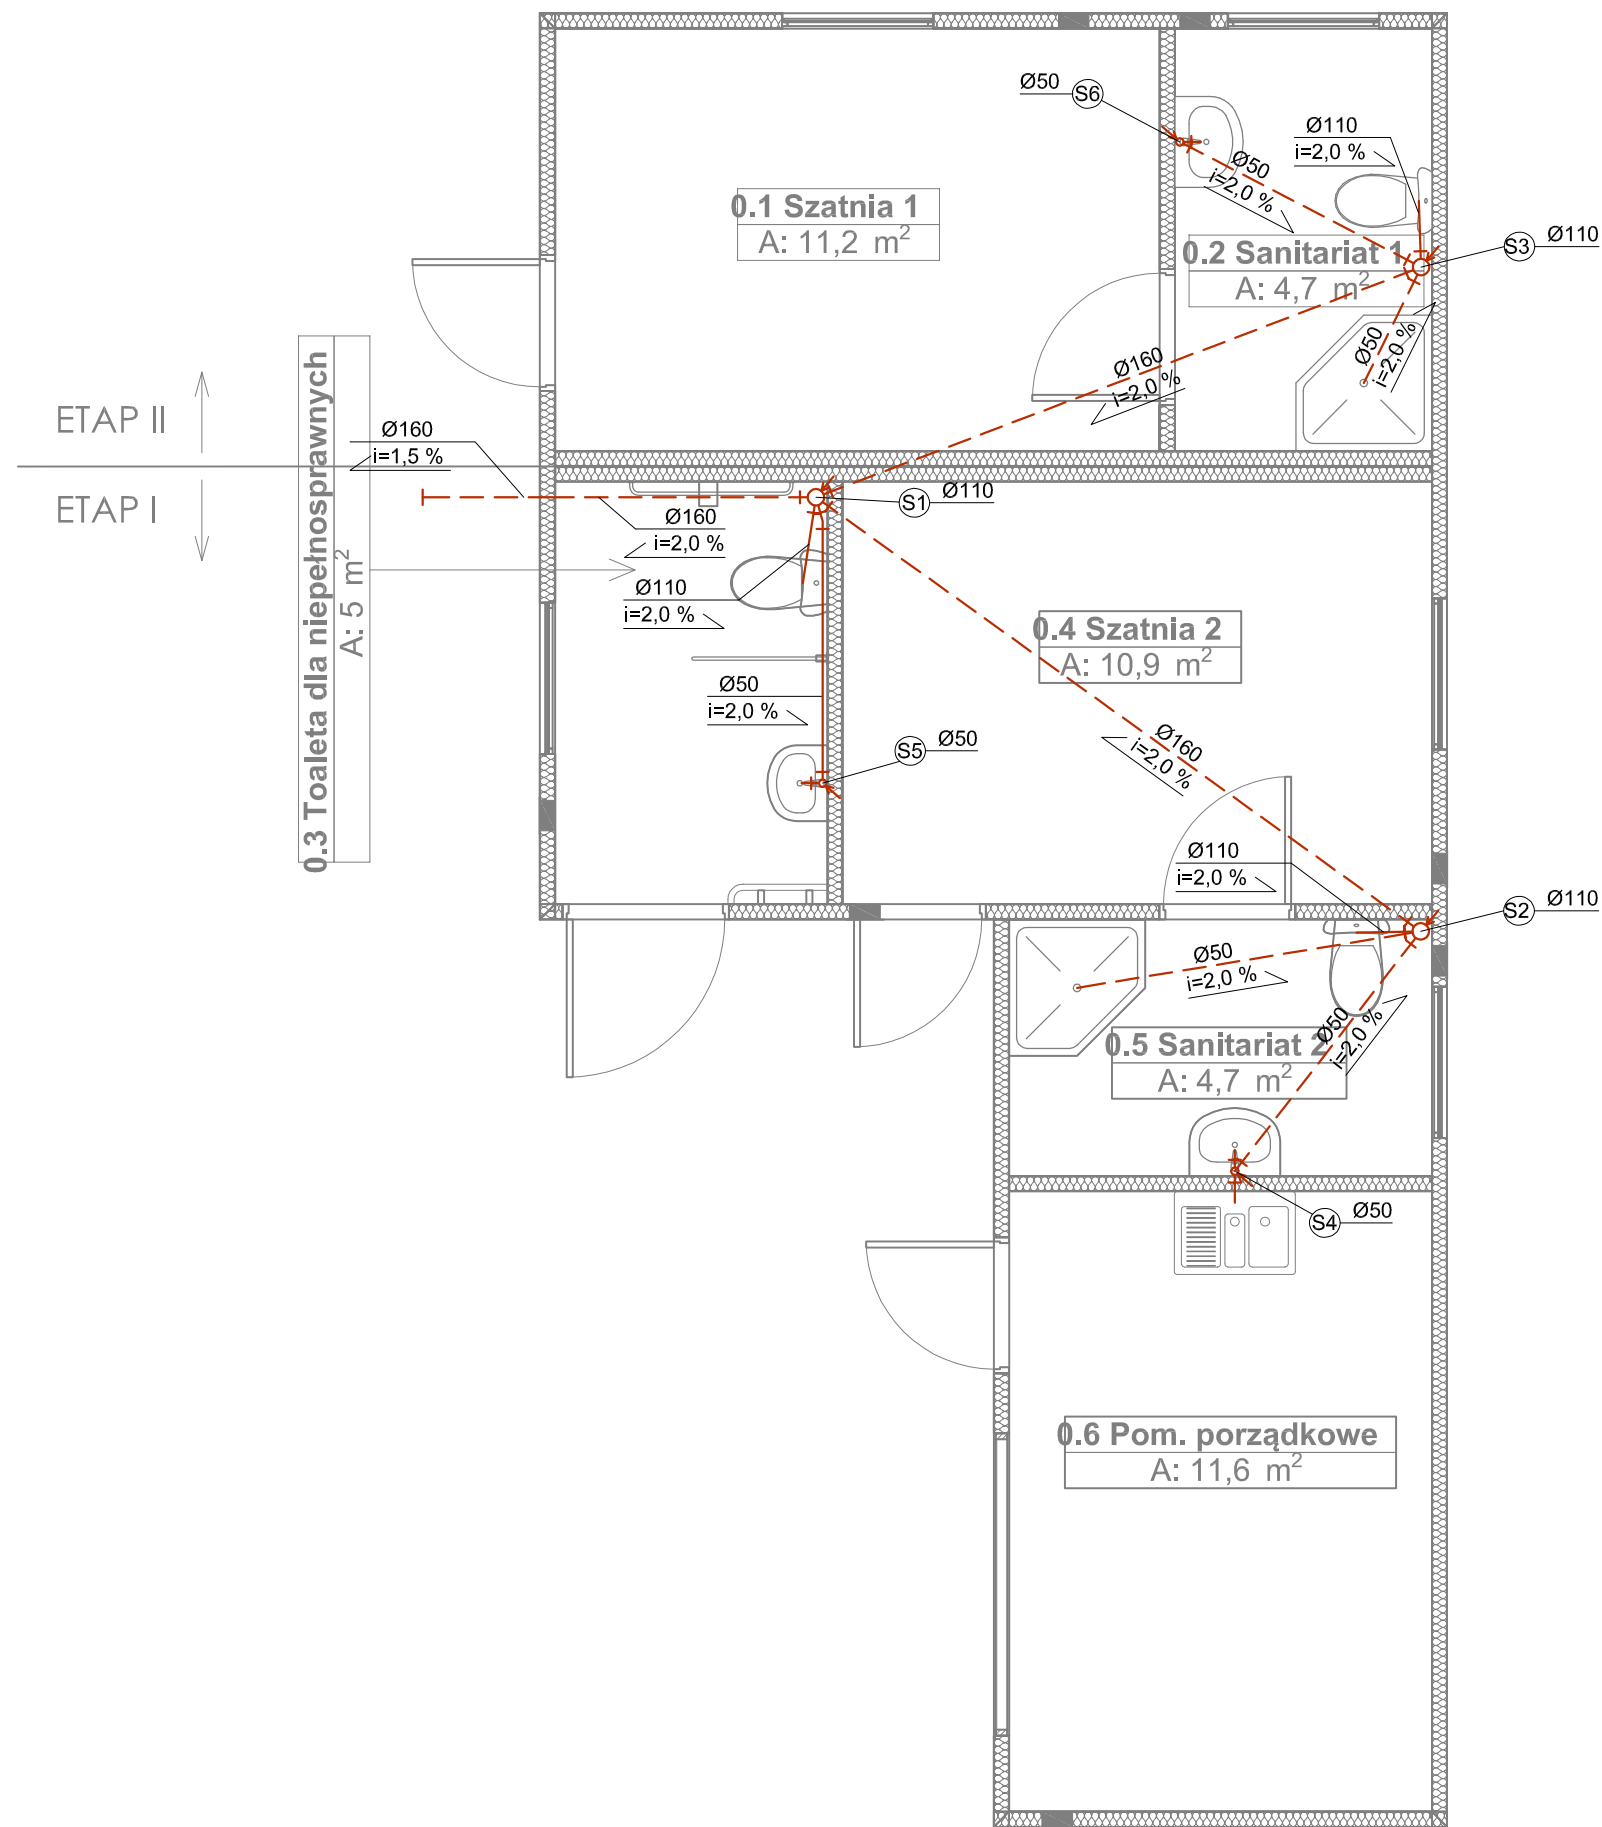 Ø50
S6
Ø110
i=2,0 %
Ø50
i=2,0 %
0.1 Szatnia 1
A: 11,2 m²
0.2 Sanitariat 1
A: 4,7 m²
S3
Ø110
Ø50
i=2,0 %
Ø160
i=2,0 %
ETAP II
ETAP I
0.3 Toaleta dla niepełnosprawnych
A: 5 m²
Ø160
i=1,5 %
S1
Ø110
Ø160
i=2,0 %
Ø110
i=2,0 %
0.4 Szatnia 2
A: 10,9 m²
Ø50
i=2,0 %
S5
Ø50
Ø160
i=2,0 %
Ø110
i=2,0 %
S2
Ø110
Ø50
i=2,0 %
Ø50
i=2,0 %
0.5 Sanitariat 2
A: 4,7 m²
S4
Ø50
0.6 Pom. porządkowe
A: 11,6 m²